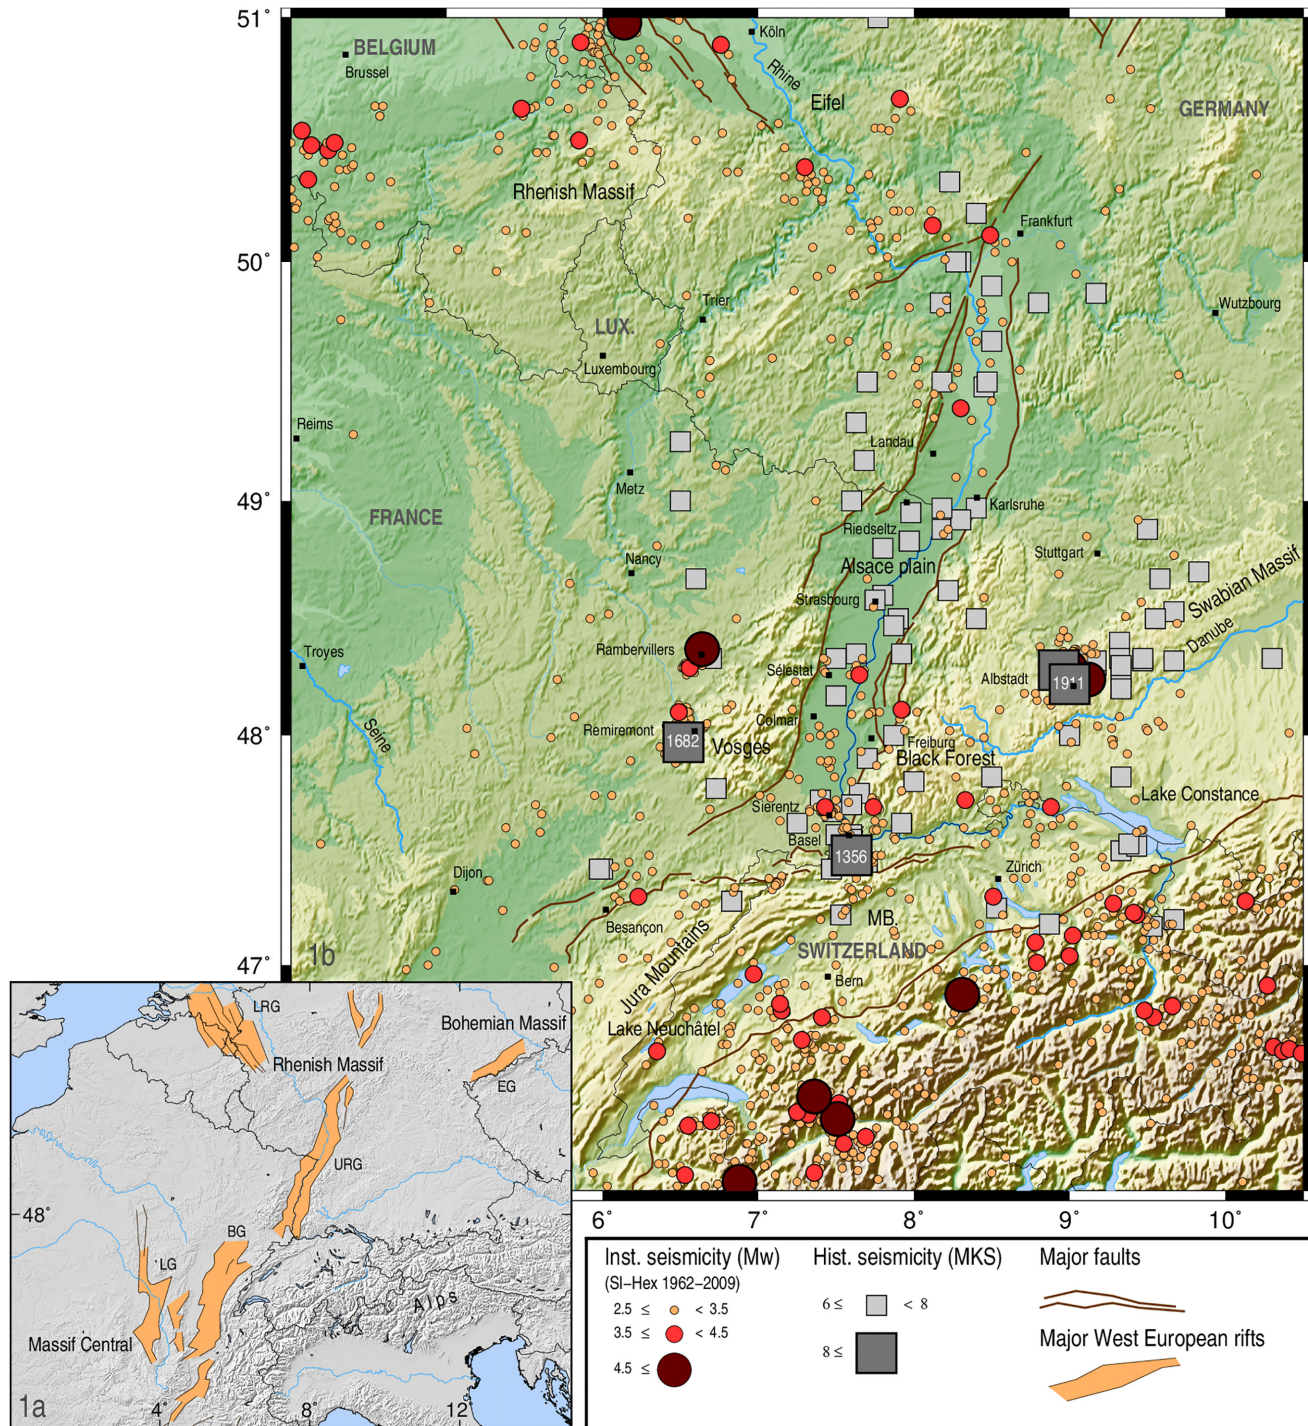 51°
BELGIUM
Brussel
Köln
Rhine
Eifel
GERMANY
Rhenish Massif
Frankfurt
50°
Trier
Wutzbourg
LUX.
Luxembourg
Reims
Landau
Metz
49°
FRANCE
Karlsruhe
Riedseltz
Nancy
Alsace plain
Stuttgart
Strasbourg
Swabian Massif
Troyes
Rambervillers
Danube
Sélestat
Albstadt
1911
Seine
Colmar
Remiremont
48°
1682
Vosges
Freiburg
Black Forest
Sierentz
Lake Constance
Basel
1356
Dijon
Zürich
Besançon
MB.
SWITZERLAND
1b
47°
Jura Mountains
Bern
Lake Neuchâtel
LRG
Bohemian Massif
Rhenish Massif
EG
URG
48°
BG
LG
Alps
Massif Central
1a
4°
8°
12°
6°
7°
8°
9°
10°
Inst. seismicity (Mw)
(SI–Hex 1962–2009)
2.5 ≤ < 3.5
3.5 ≤ < 4.5
4.5 ≤
Hist. seismicity (MKS)
6 ≤ < 8
8 ≤
Major faults
Major West European rifts